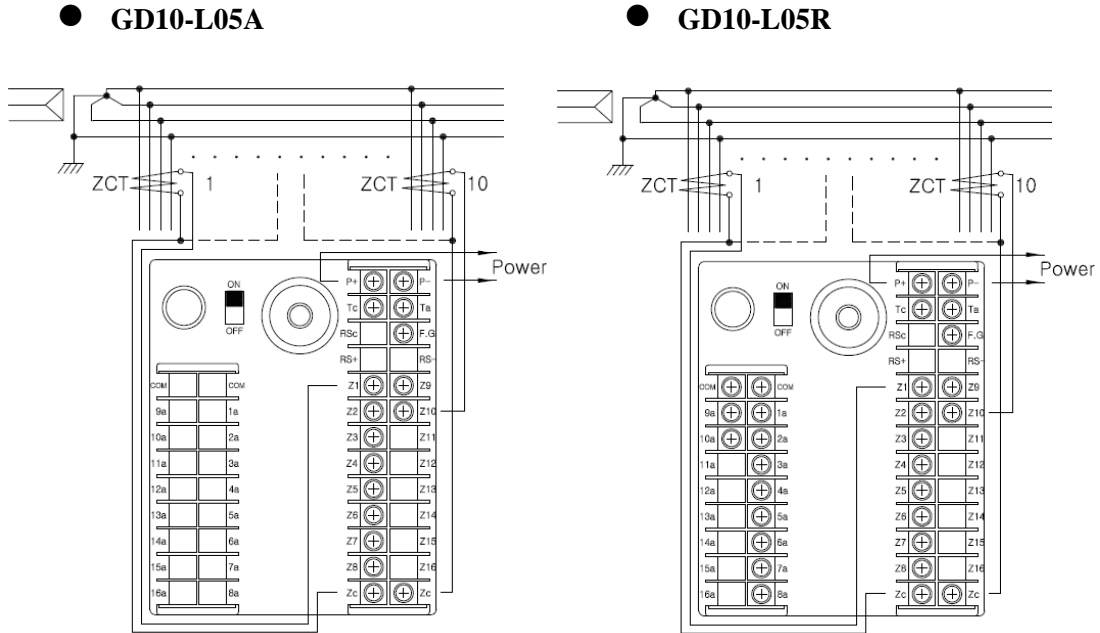 ● GD10-L05A
ZCT 1 ZCT 10
Power
ON
OFF
P+ P-
Tc Ta
RSc F.G
RS+ RS-
COM COM Z1 Z9
9a 1a Z2 Z10
10a 2a Z3 Z11
11a 3a Z4 Z12
12a 4a Z5 Z13
13a 5a Z6 Z14
14a 6a Z7 Z15
15a 7a Z8 Z16
16a 8a Zc Zc
● GD10-L05R
ZCT 1 ZCT 10
Power
ON
OFF
P+ P-
Tc Ta
RSc F.G
RS+ RS-
COM COM Z1 Z9
9a 1a Z2 Z10
10a 2a Z3 Z11
11a 3a Z4 Z12
12a 4a Z5 Z13
13a 5a Z6 Z14
14a 6a Z7 Z15
15a 7a Z8 Z16
16a 8a Zc Zc